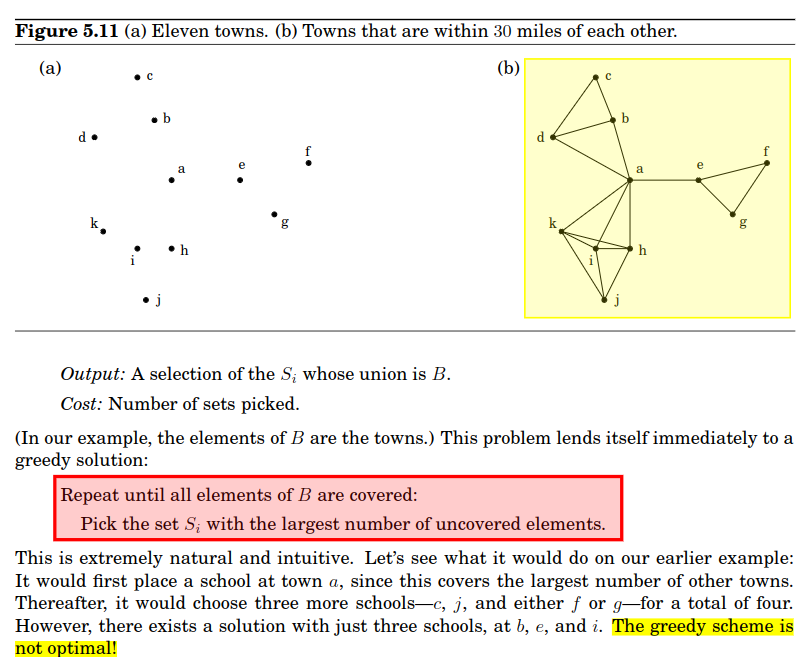 Figure 5.11 (a) Eleven towns. (b) Towns that are within 30 miles of each other.
(a)
c
b
d
a
e
f
k
g
i
h
j
(b)
c
b
d
a
e
f
k
g
i
h
j
Output: A selection of the Sᵢ whose union is B.
Cost: Number of sets picked.
(In our example, the elements of B are the towns.) This problem lends itself immediately to a
greedy solution:
Repeat until all elements of B are covered:
Pick the set Sᵢ with the largest number of uncovered elements.
This is extremely natural and intuitive. Let's see what it would do on our earlier example:
It would first place a school at town a, since this covers the largest number of other towns.
Thereafter, it would choose three more schools—c, j, and either f or g—for a total of four.
However, there exists a solution with just three schools, at b, e, and i. The greedy scheme is
not optimal!